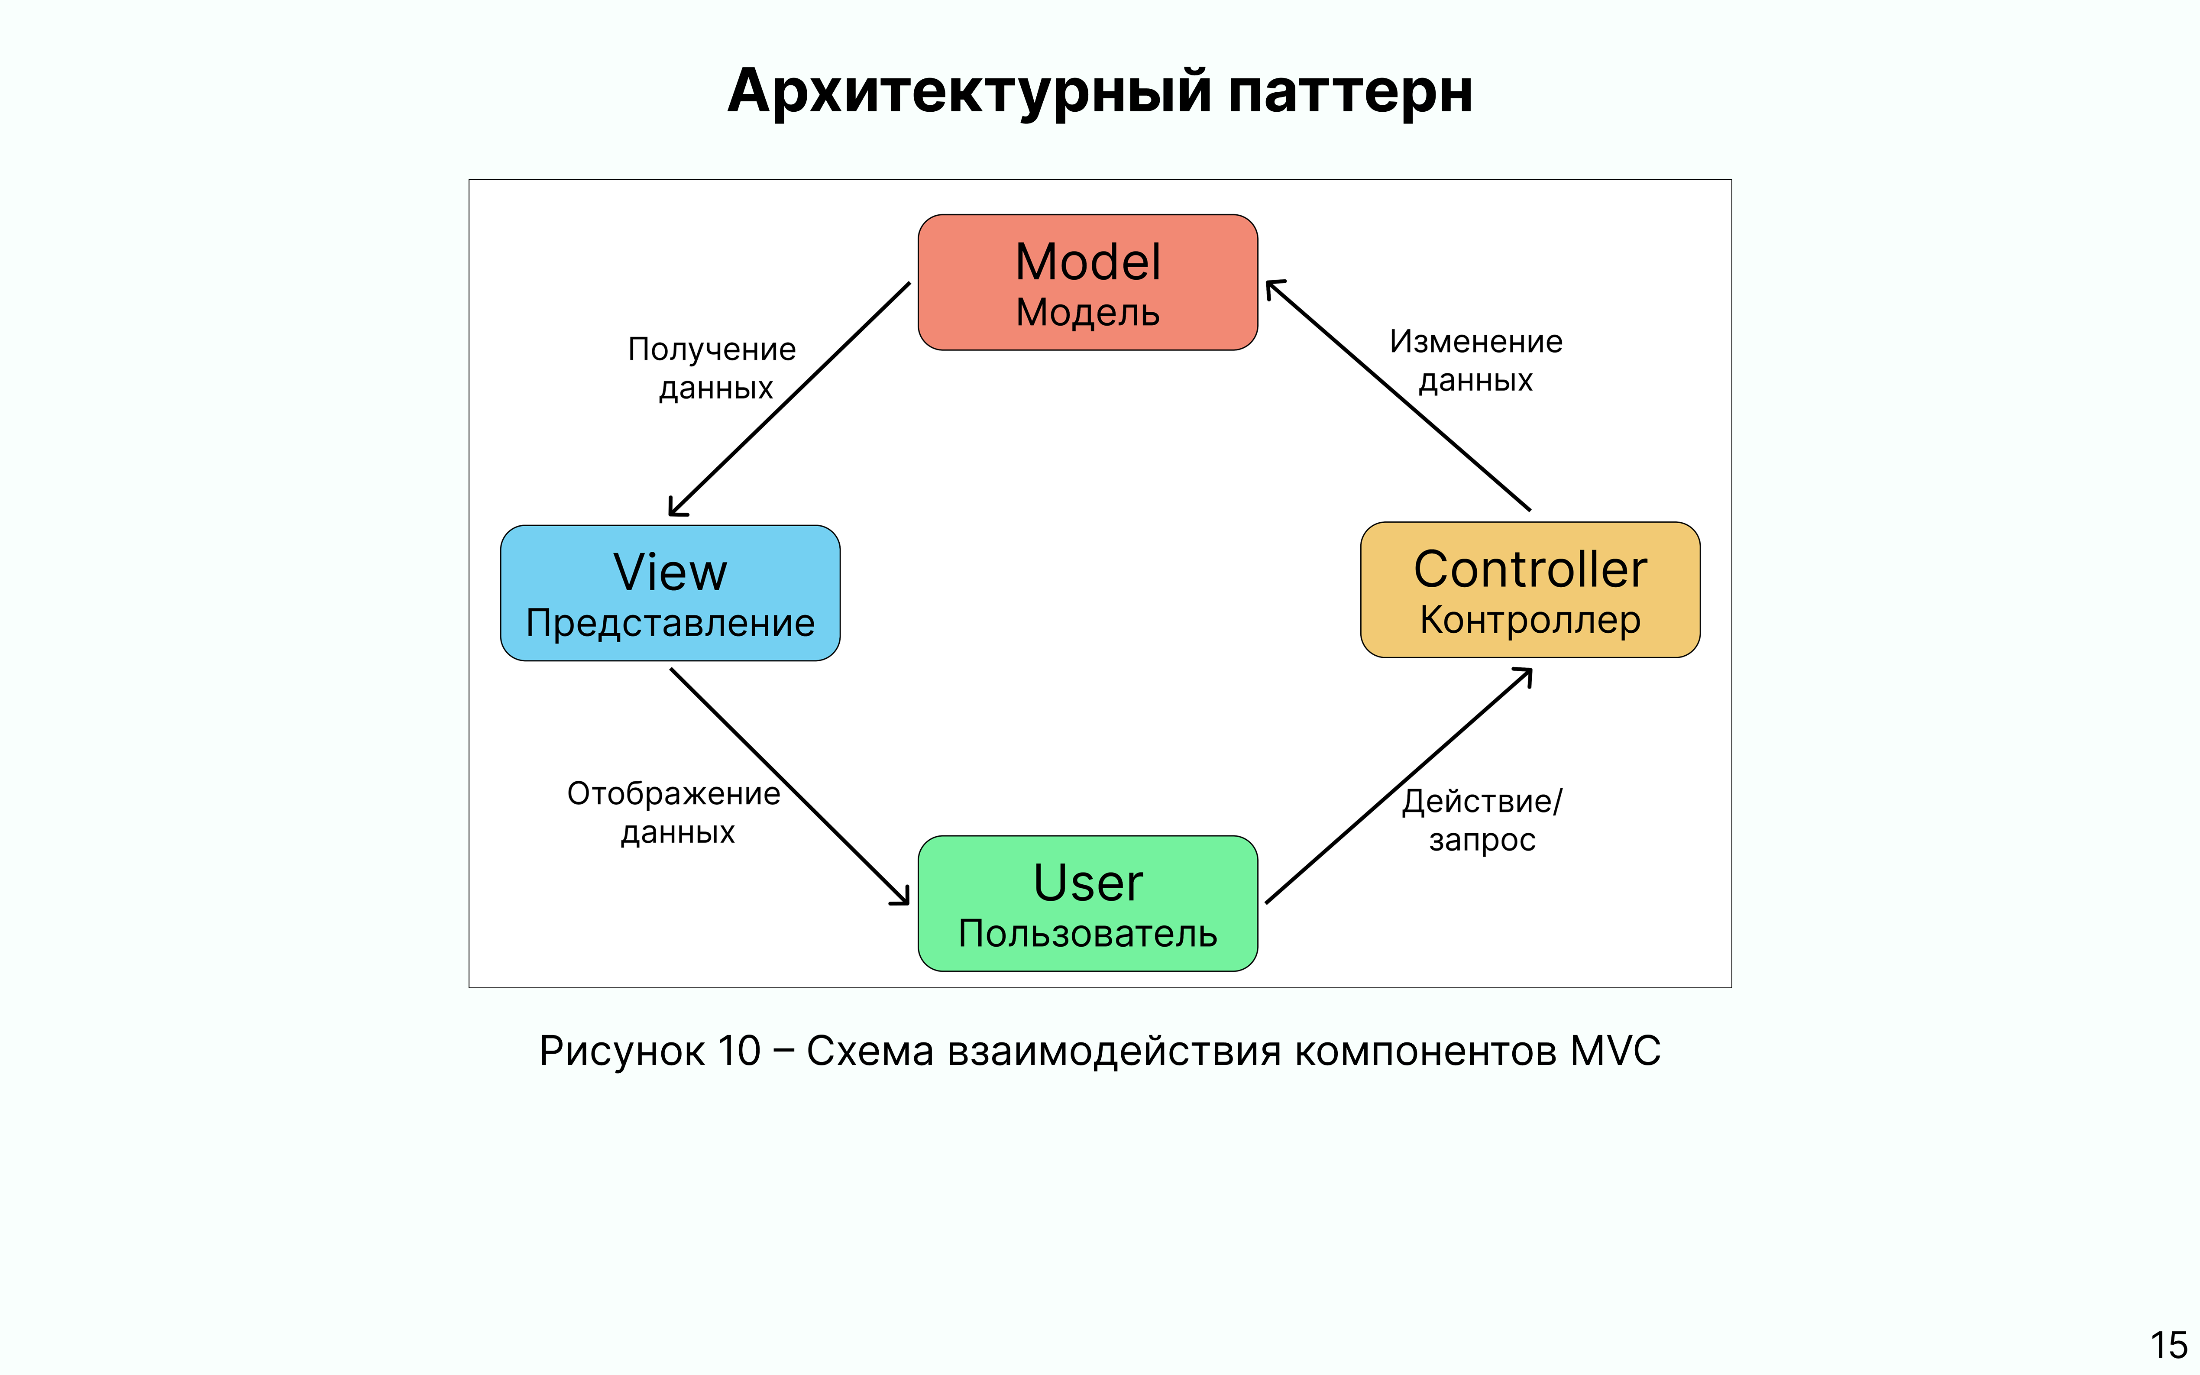 Архитектурный паттерн
Model
Модель
Получение
данных
Изменение
данных
View
Представление
Controller
Контроллер
Отображение
данных
Действие/
запрос
User
Пользователь
Рисунок 10 – Схема взаимодействия компонентов MVC
15